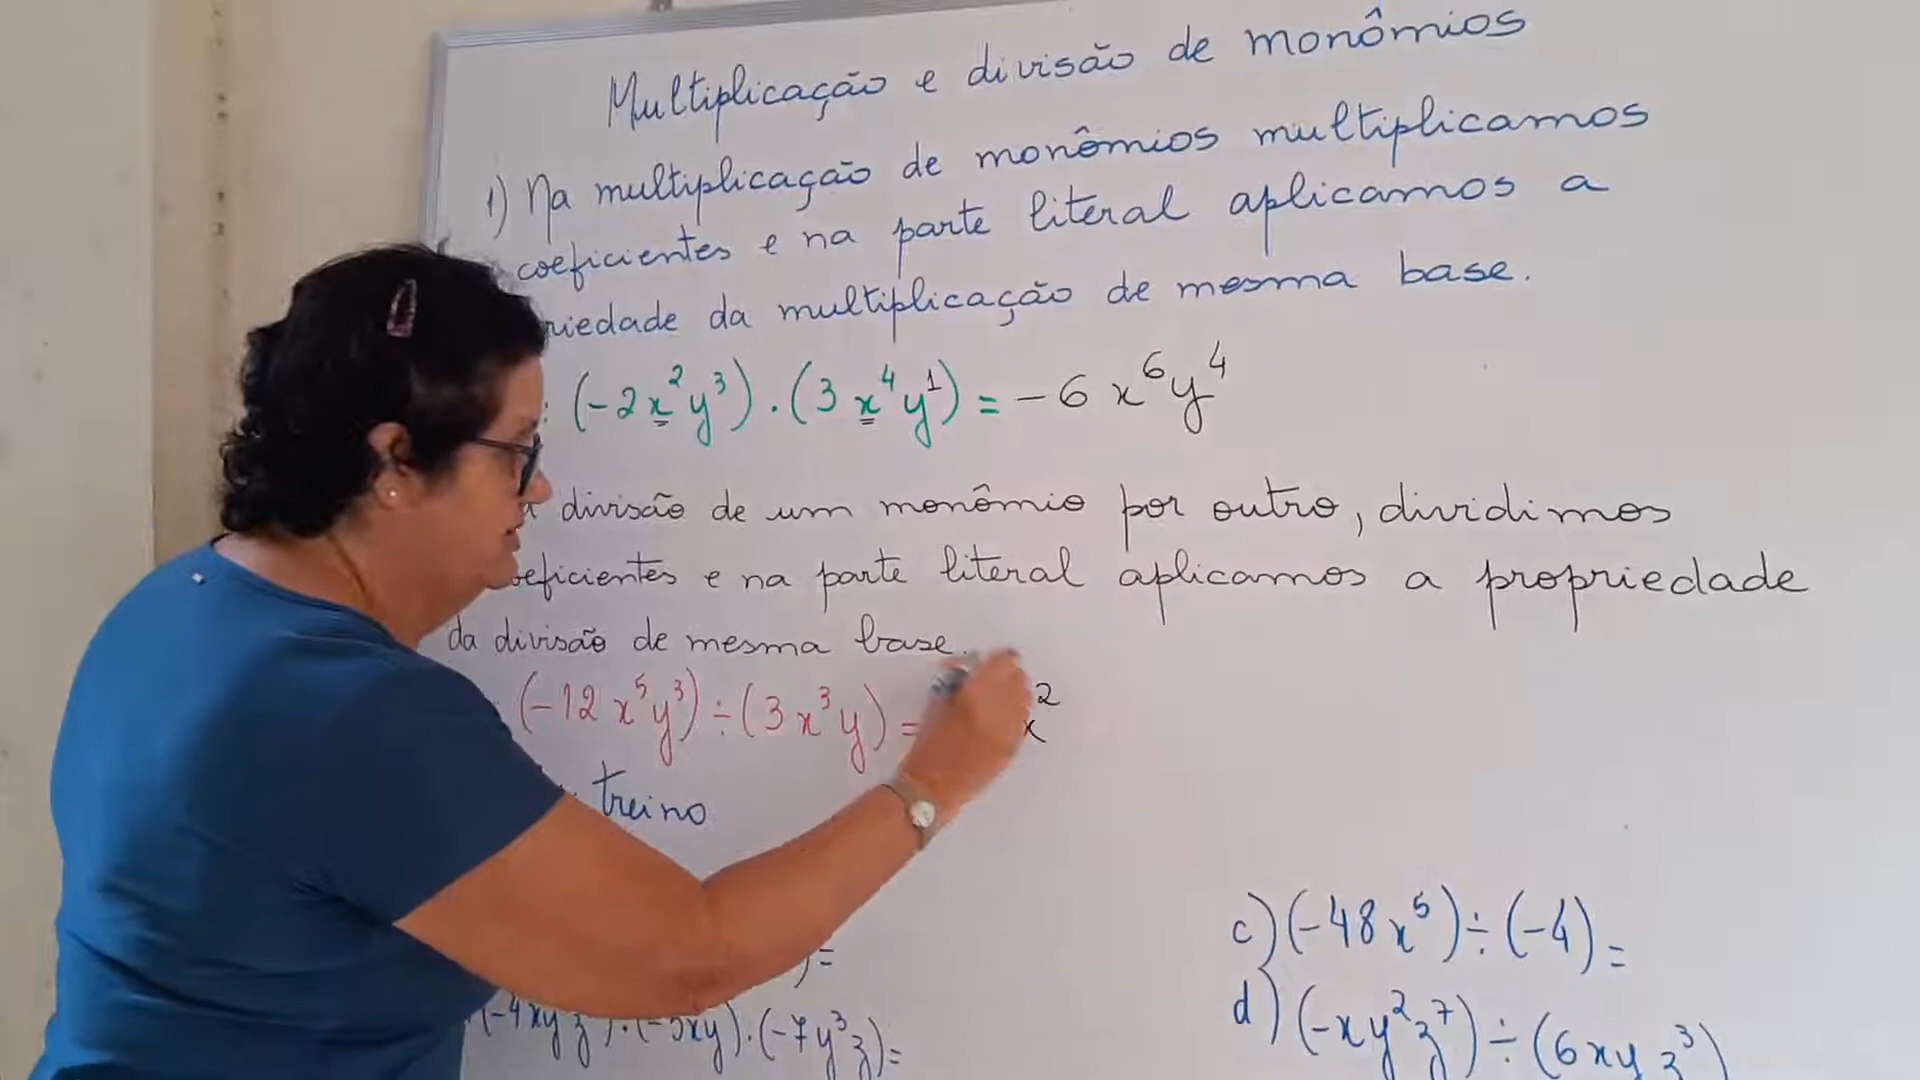 Multiplicação e divisão de monômios
1) Na multiplicação de monômios multiplicamos
coeficientes e na parte literal aplicamos a
riedade da multiplicação de mesma base.
: (-2x²y³) . (3x⁴y¹) = -6x⁶y⁴
divisão de um monômio por outro, dividimos
eficientes e na parte literal aplicamos a propriedade
da divisão de mesma base.
(-12x⁵y³) ÷ (3x³y) = x²
treino
) =
c) (-48x⁵) ÷ (-4) =
(-4xyz).(-5xy).(-7y³z) =
d) (-xy²z⁷) ÷ (6xyz³)